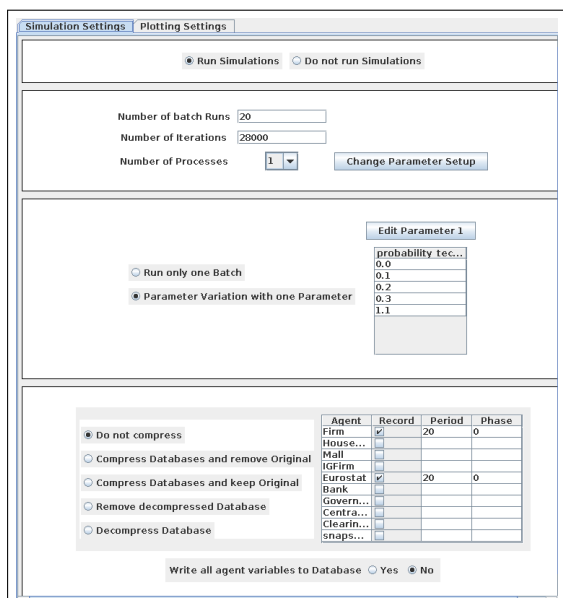 Simulation Settings Plotting Settings
Run Simulations Do not run Simulations
Number of batch Runs 20
Number of Iterations 28000
Number of Processes 1 Change Parameter Setup
Edit Parameter 1
probability tec...
0.0
0.1
0.2
0.3
1.1
Run only one Batch
Parameter Variation with one Parameter
Do not compress
Compress Databases and remove Original
Compress Databases and keep Original
Remove decompressed Database
Decompress Database
Agent Record Period Phase
Firm 20 0
House...
Mall
IGFirm
Eurostat 20 0
Bank
Govern...
Centra...
Clearin...
snaps...
Write all agent variables to Database Yes No